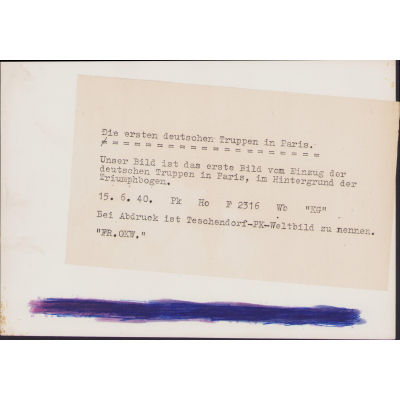 Die ersten deutschen Truppen in Paris.
= = = = = = = = = = = = = = = = = = = =
Unser Bild ist das erste Bild vom Einzug der
deutschen Truppen in Paris, im Hintergrund der
Triumphbogen.
15. 6. 40. Pk Ho F 2316 Wb "KG"
Bei Abdruck ist Teschendorf-PK-Weltbild zu nennen.
"FR.OKW."